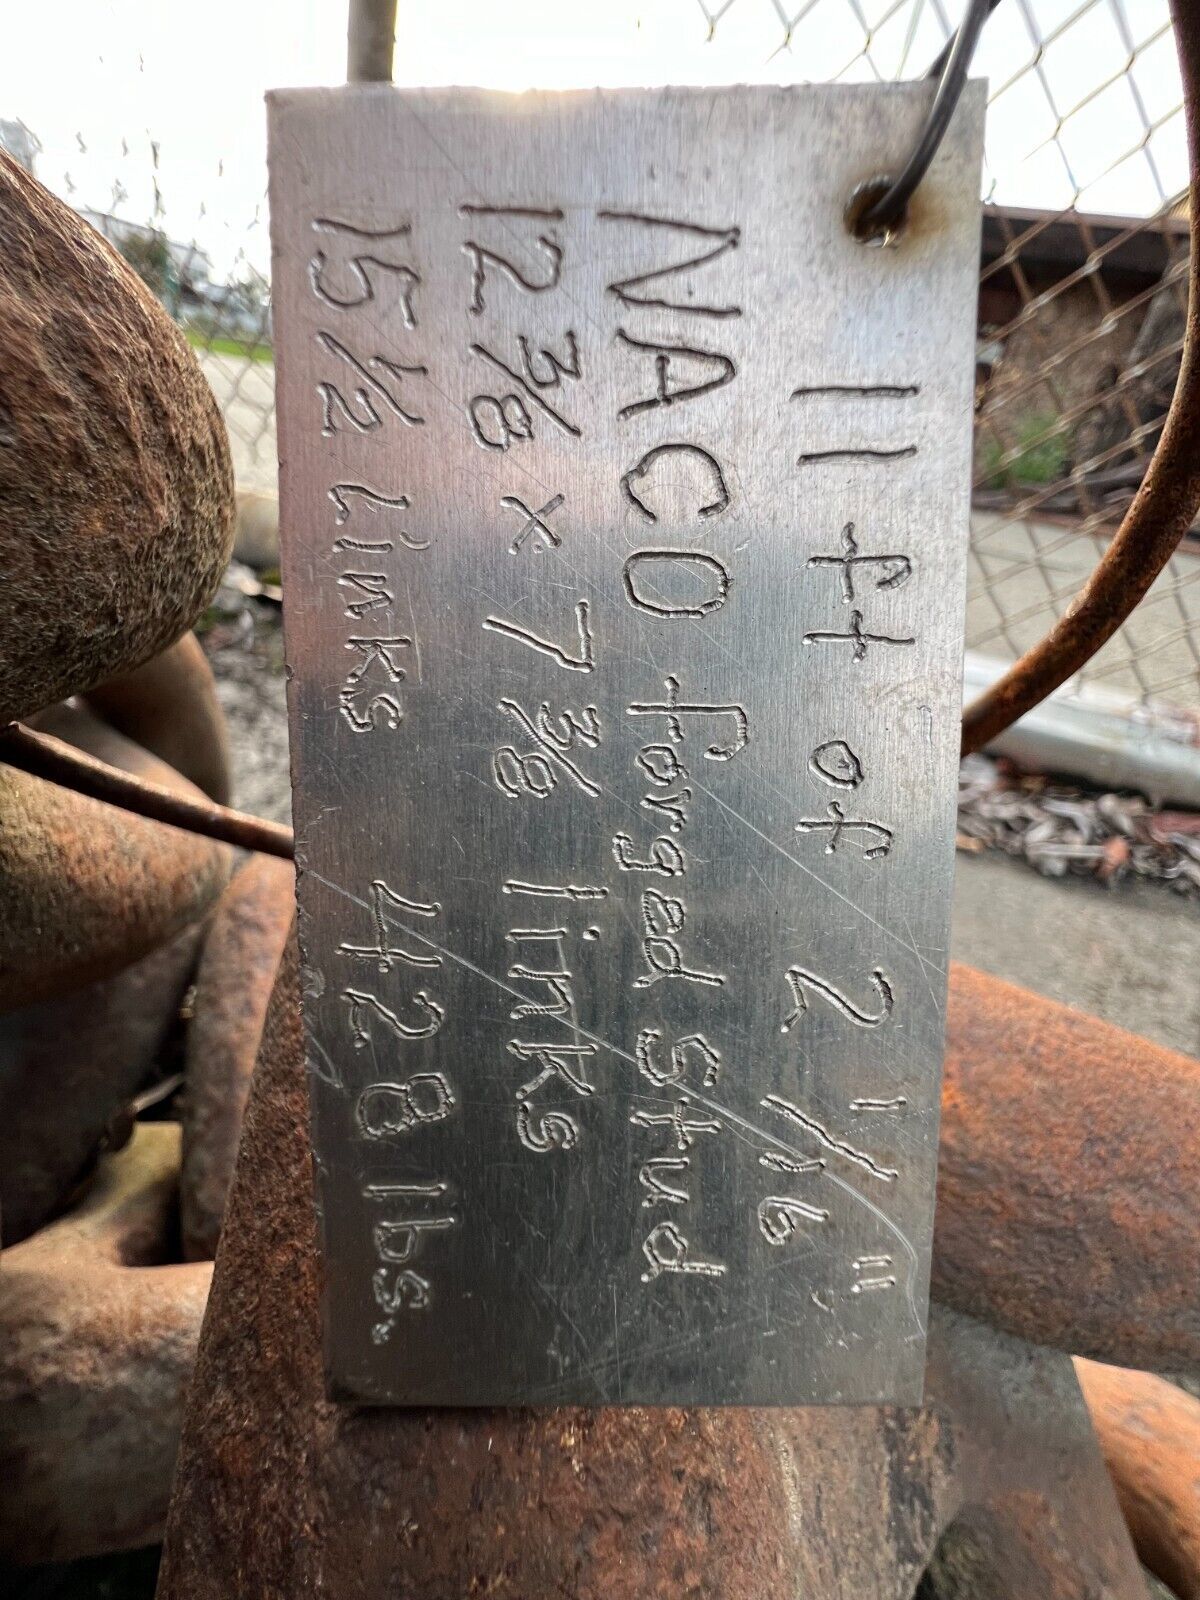 11 ft of 2 1/16"
NACO forged stud
12 3/8 x 7 3/8 links
15 1/2 links 428 lbs.